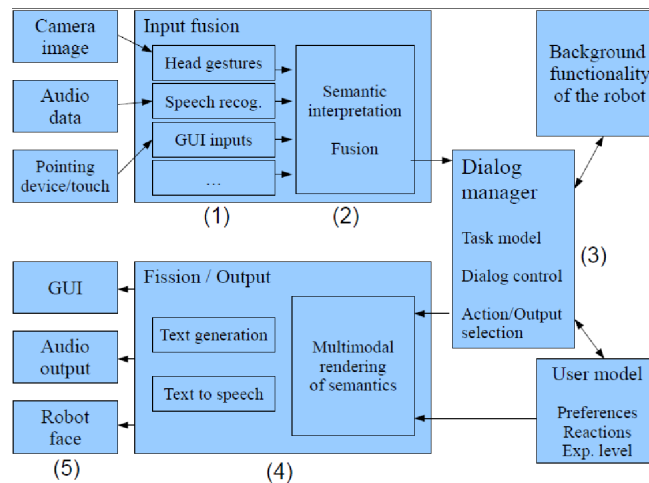 Camera
image
Audio
data
Pointing
device/touch
Input fusion
Head gestures
Speech recog.
GUI inputs
...
(1)
Semantic
interpretation
Fusion
(2)
Background
functionality
of the robot
Dialog
manager
Task model
Dialog control
Action/Output
selection
(3)
User model
Preferences
Reactions
Exp. level
Fission / Output
Text generation
Text to speech
Multimodal
rendering
of semantics
(4)
GUI
Audio
output
Robot
face
(5)